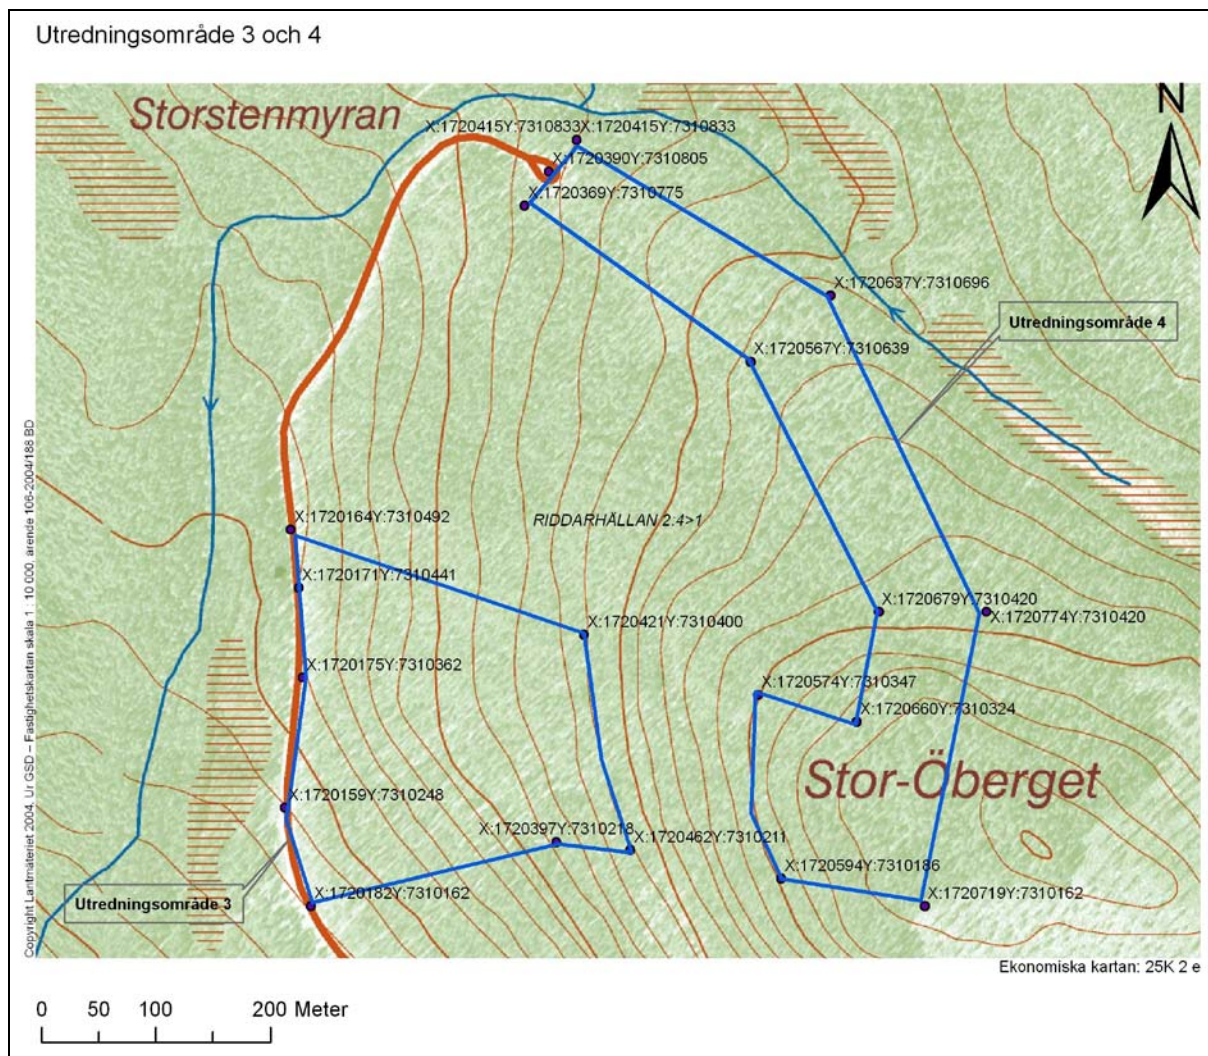 Utredningsområde 3 och 4
Storstenmyran
N
X:1720415Y:7310833
X:1720415Y:7310833
X:1720390Y:7310805
X:1720369Y:7310775
X:1720637Y:7310696
Utredningsområde 4
X:1720567Y:7310639
X:1720164Y:7310492
RIDDARHÄLLAN 2:4>1
X:1720171Y:7310441
X:1720421Y:7310400
X:1720679Y:7310420
X:1720774Y:7310420
X:1720175Y:7310362
X:1720574Y:7310347
X:1720660Y:7310324
Stor-Öberget
X:1720159Y:7310248
X:1720397Y:7310218
X:1720462Y:7310211
X:1720594Y:7310186
X:1720182Y:7310162
X:1720719Y:7310162
Utredningsområde 3
Copyright Lantmäteriet 2004. Ur GSD – Fastighetskartan skala 1 : 10 000, ärende 106-2004/188 BD
Ekonomiska kartan: 25K 2 e
0 50 100 200 Meter